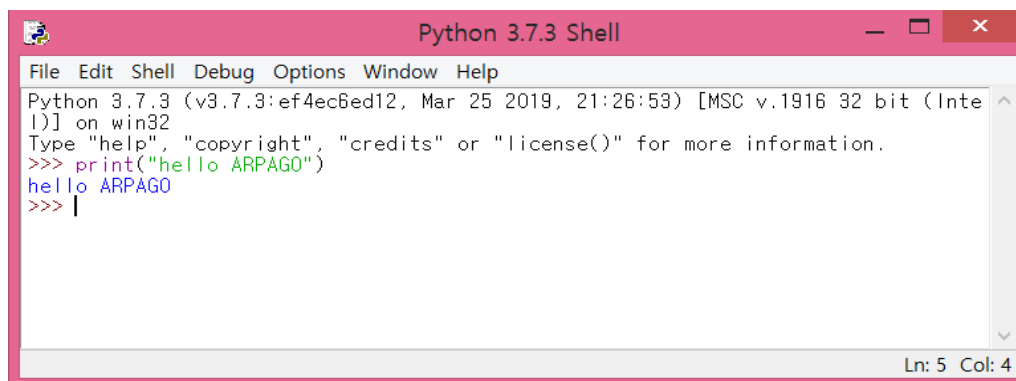 Python 3.7.3 Shell
File Edit Shell Debug Options Window Help
Python 3.7.3 (v3.7.3:ef4ec6ed12, Mar 25 2019, 21:26:53) [MSC v.1916 32 bit (Inte
l)] on win32
Type "help", "copyright", "credits" or "license()" for more information.
>>> print("hello ARPAGO")
hello ARPAGO
>>>
Ln: 5 Col: 4